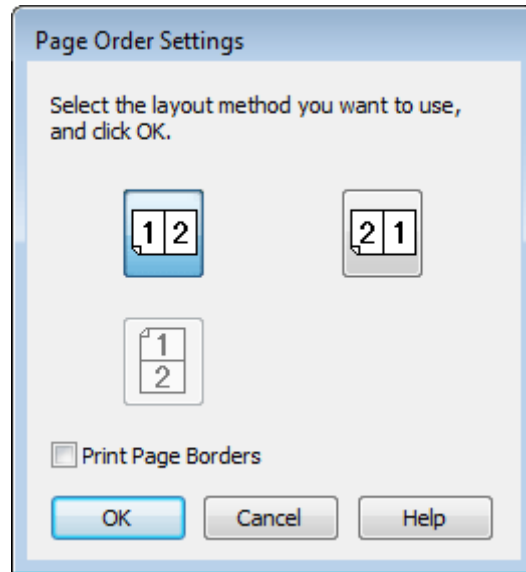 Page Order Settings
Select the layout method you want to use,
and click OK.
1 2
2 1
1
2
Print Page Borders
OK Cancel Help